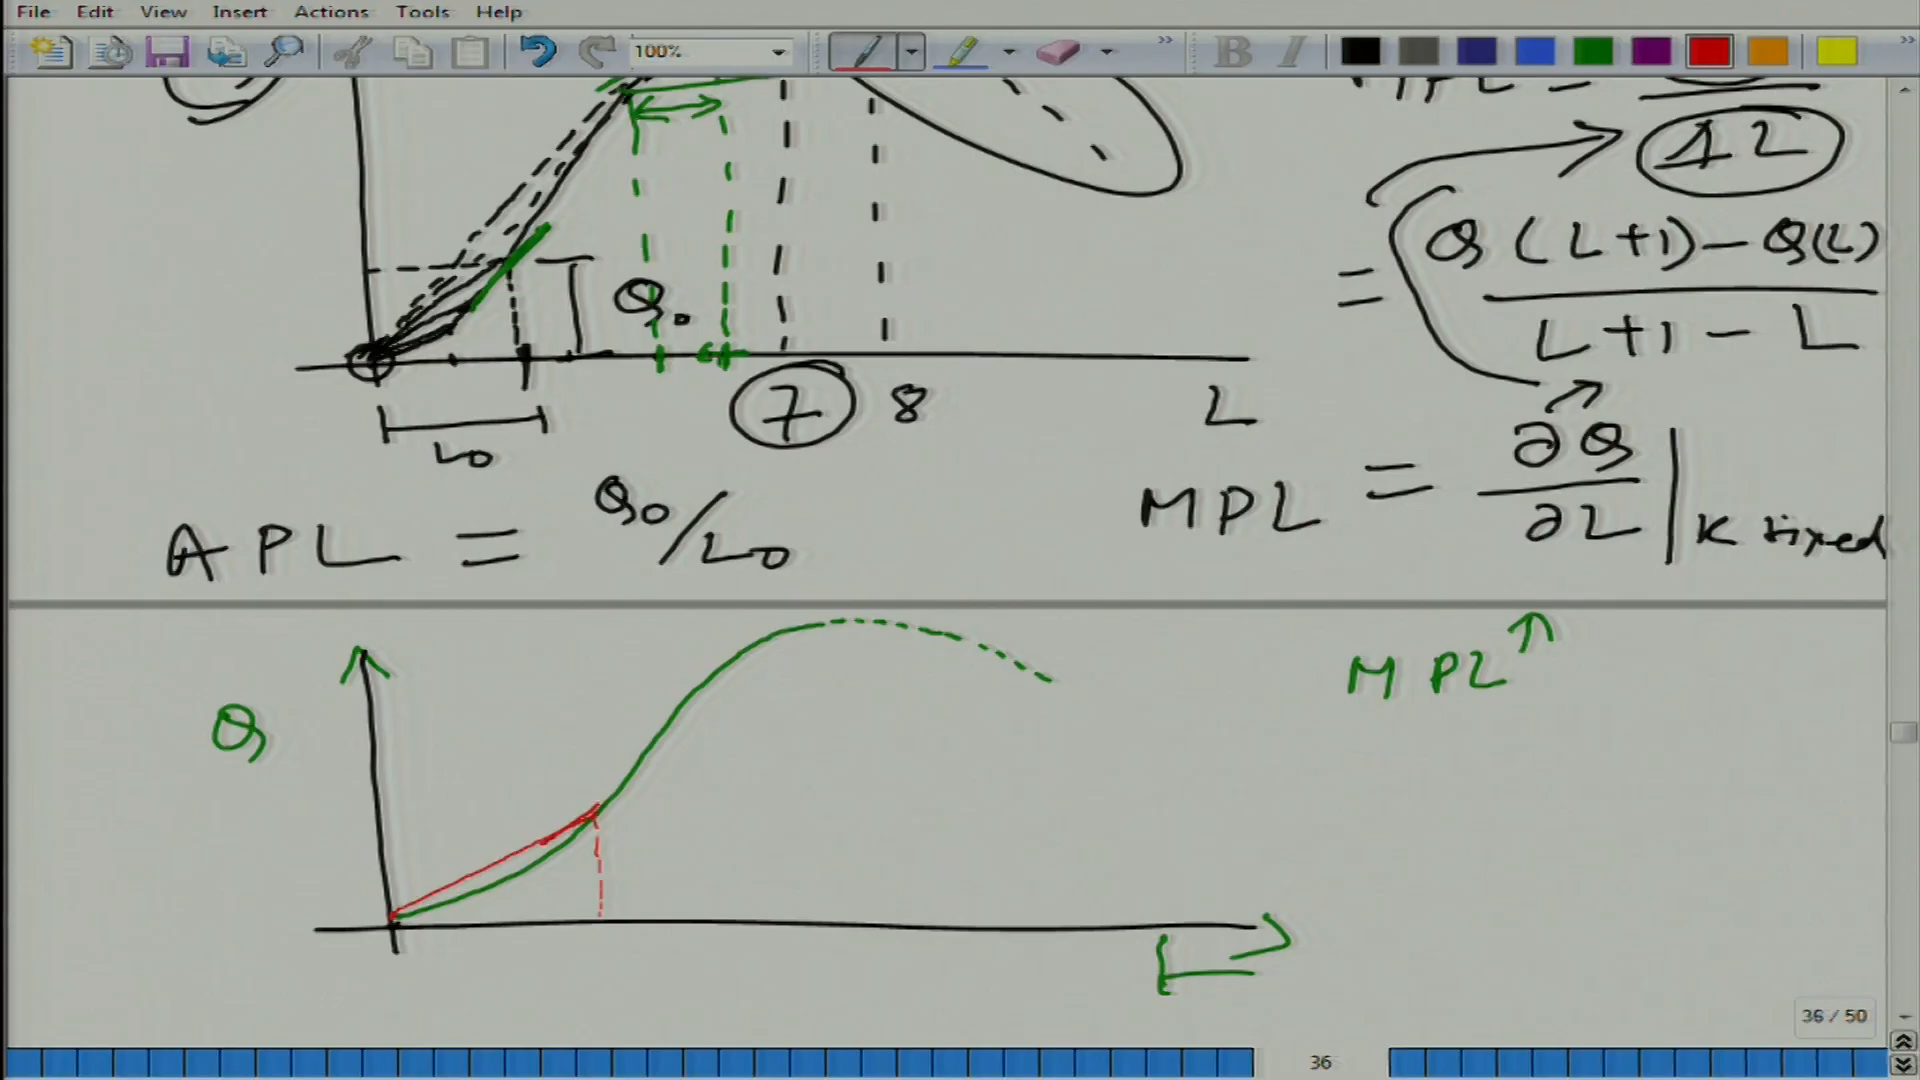 File Edit View Insert Actions Tools Help
100%
B I
ΔL
= Q(L+1) - Q(L)
L+1 - L
Q0
7 8 L
L0
APL = Q0/L0
MPL = ∂Q/∂L | K fixed
MPL↑
Q
L
36 / 50
36